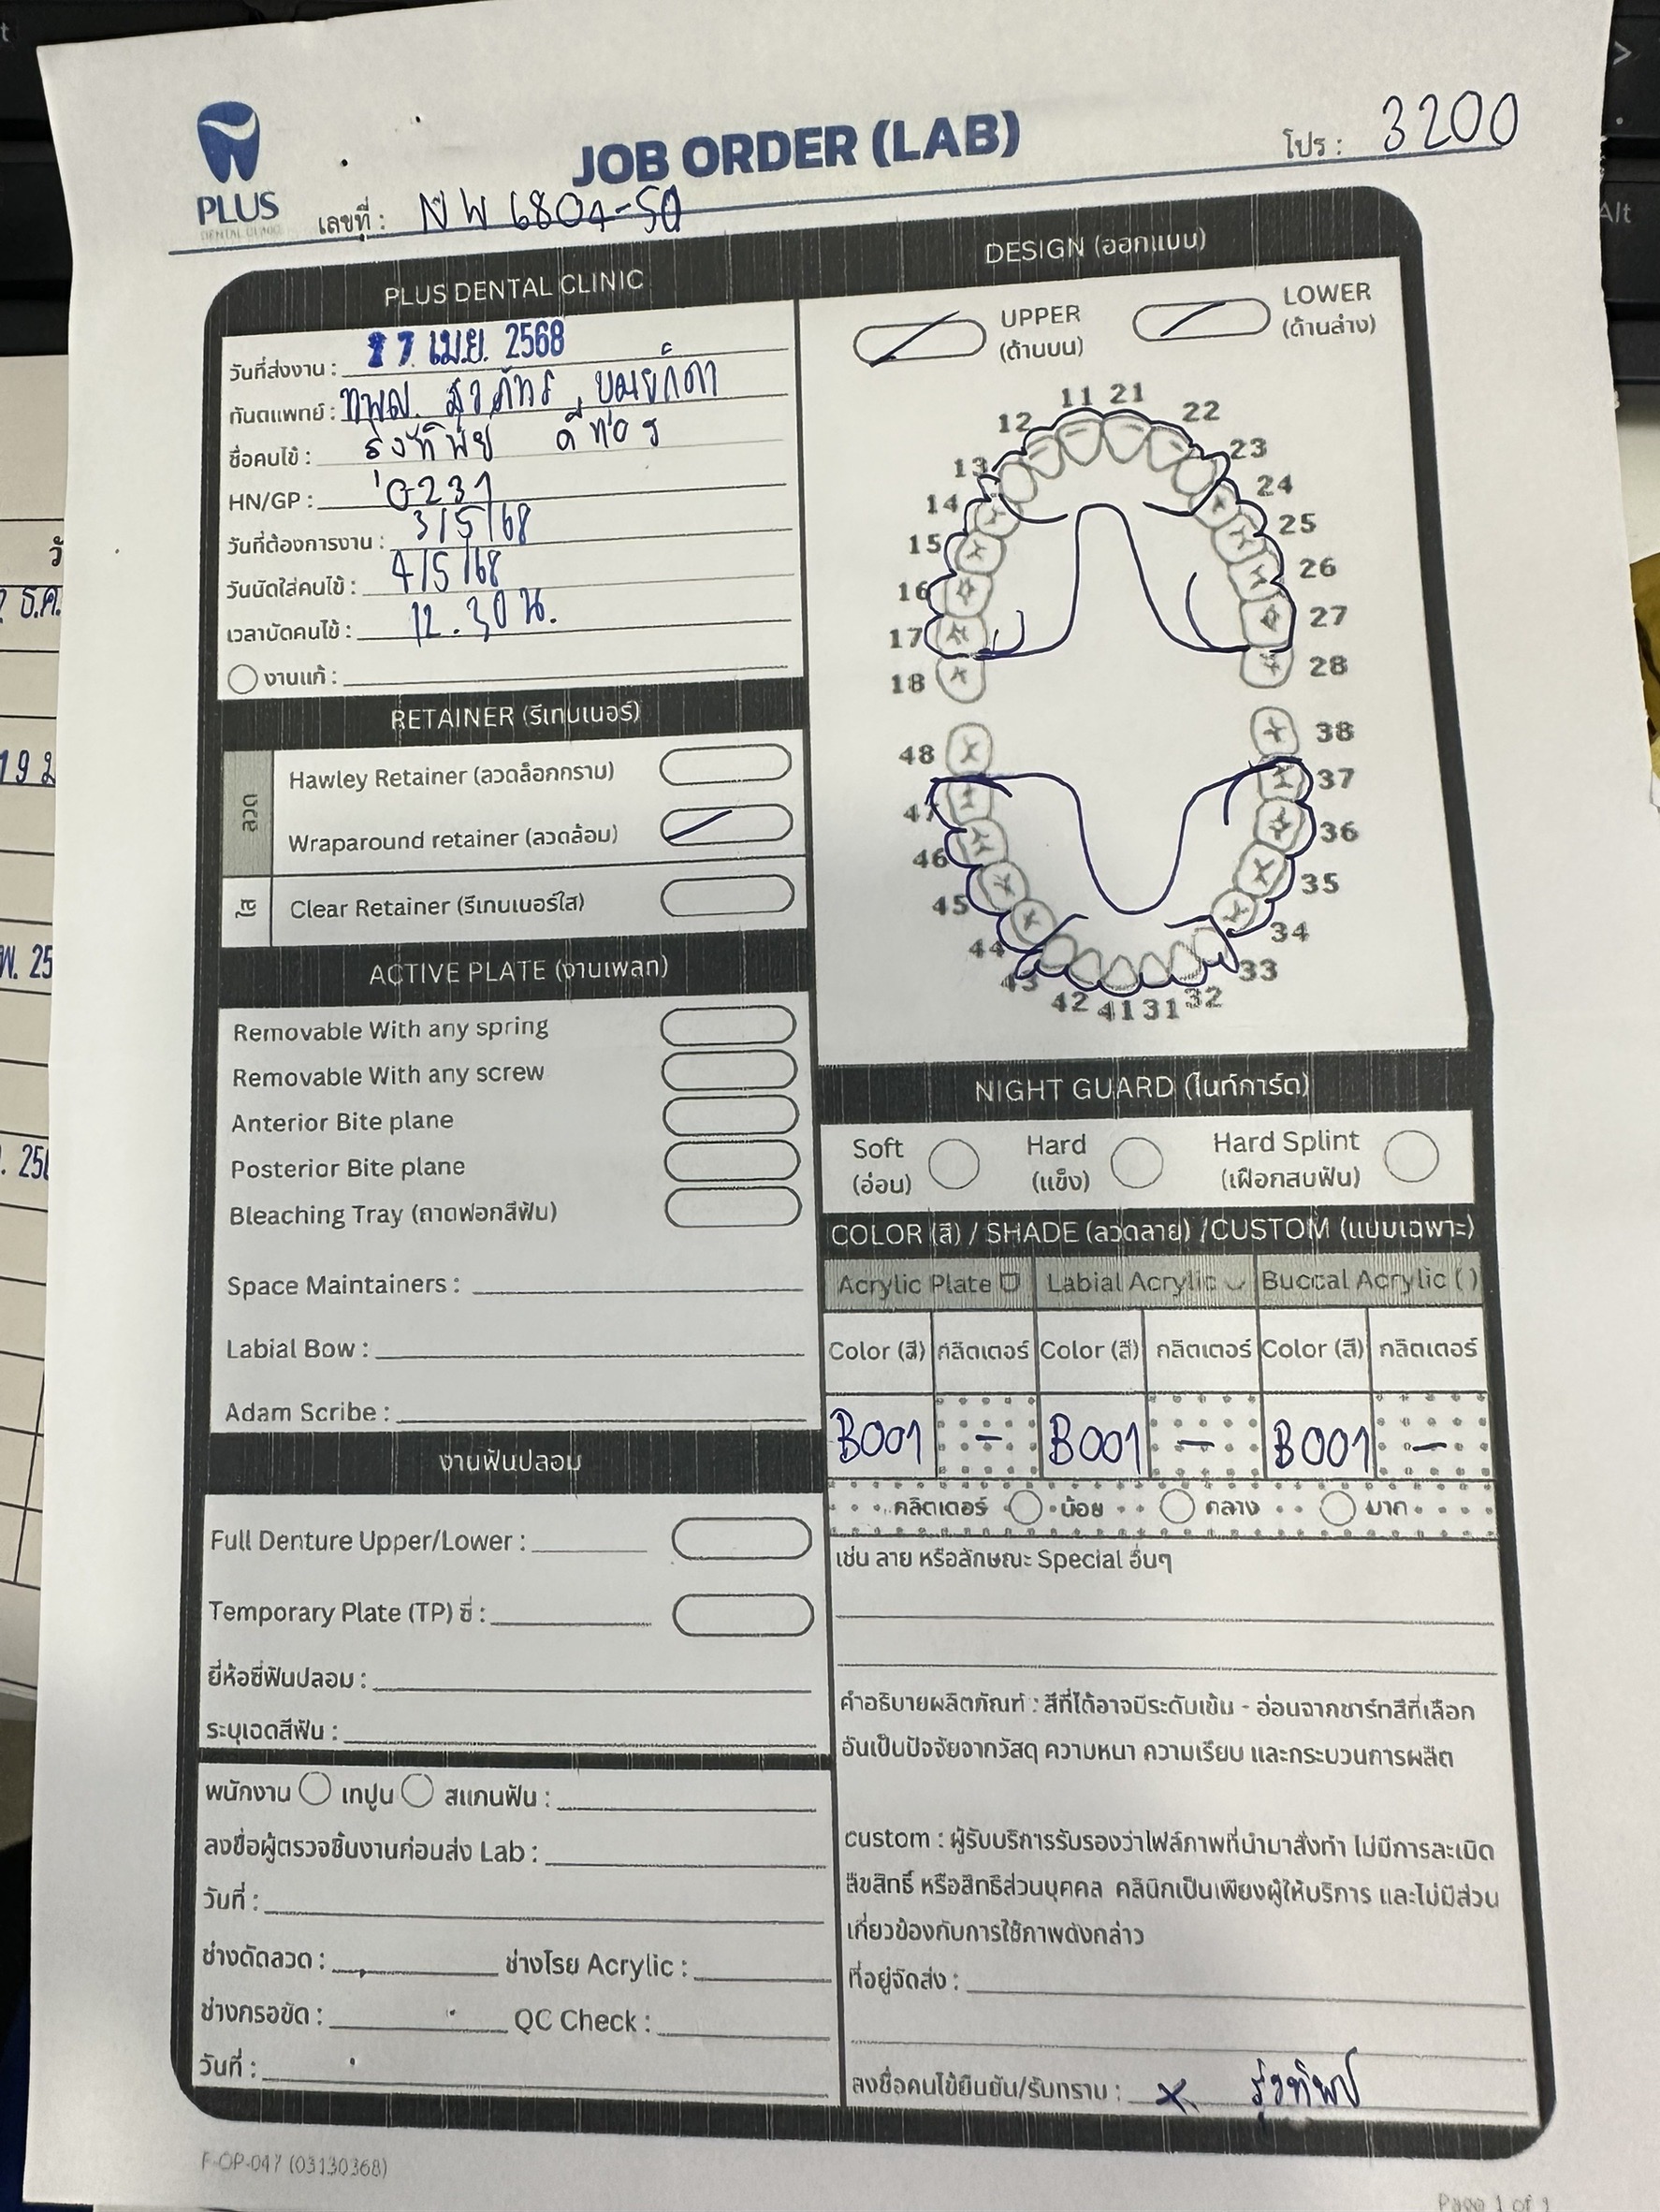 PLUS
DENTAL CLINIC
JOB ORDER (LAB)
โปร : 3200
เลขที่ : NW 6804-50
PLUS DENTAL CLINIC
วันที่ส่งงาน : 27 เม.ย. 2568
ทันตแพทย์ : ทพญ.
ชื่อคนไข้ :
HN/GP : 0231
วันที่ต้องการงาน : 3/5/68
วันนัดใส่คนไข้ : 4/5/68
เวลานัดคนไข้ : 12.30 น.
งานแก้ :
RETAINER (รีเทนเนอร์)
ลวด
Hawley Retainer (ลวดล็อกกราม)
Wraparound retainer (ลวดล้อม)
ใส
Clear Retainer (รีเทนเนอร์ใส)
ACTIVE PLATE (งานเพลท)
Removable With any spring
Removable With any screw
Anterior Bite plane
Posterior Bite plane
Bleaching Tray (ถาดฟอกสีฟัน)
Space Maintainers :
Labial Bow :
Adam Scribe :
งานฟันปลอม
Full Denture Upper/Lower :
Temporary Plate (TP) ซี่ :
ยี่ห้อซี่ฟันปลอม :
ระบุเฉดสีฟัน :
พนักงาน เทปูน สแกนฟัน :
ลงชื่อผู้ตรวจชิ้นงานก่อนส่ง Lab :
วันที่ :
ช่างดัดลวด : ช่างโรย Acrylic :
ช่างกรอขัด : QC Check :
วันที่ :
DESIGN (ออกแบบ)
UPPER
(ด้านบน)
LOWER
(ด้านล่าง)
11 21
12 22
13 23
14 24
15 25
16 26
17 27
18 28
48 38
47 37
46 36
45 35
44 34
43 33
42 41 31 32
NIGHT GUARD (ไนท์การ์ด)
Soft
(อ่อน)
Hard
(แข็ง)
Hard Splint
(เฝือกสบฟัน)
COLOR (สี) / SHADE (ลวดลาย) /CUSTOM (แบบเฉพาะ)
Acrylic Plate Labial Acrylic Buccal Acrylic ( )
Color (สี) กลิตเตอร์ Color (สี) กลิตเตอร์ Color (สี) กลิตเตอร์
B001 - B001 - B001 -
กลิตเตอร์ น้อย กลาง มาก
เช่น ลาย หรือลักษณะ Special อื่นๆ
คำอธิบายผลิตภัณฑ์ : สีที่ได้อาจมีระดับเข้ม - อ่อนจากชาร์ทสีที่เลือก
อันเป็นปัจจัยจากวัสดุ ความหนา ความเรียบ และกระบวนการผลิต
custom : ผู้รับบริการรับรองว่าไฟล์ภาพที่นำมาสั่งทำ ไม่มีการละเมิด
ลิขสิทธิ์ หรือสิทธิส่วนบุคคล คลินิกเป็นเพียงผู้ให้บริการ และไม่มีส่วน
เกี่ยวข้องกับการใช้ภาพดังกล่าว
ที่อยู่จัดส่ง :
ลงชื่อคนไข้ยืนยัน/รับทราบ : x
F-OP-047 (03130368)
Page 1 of 1